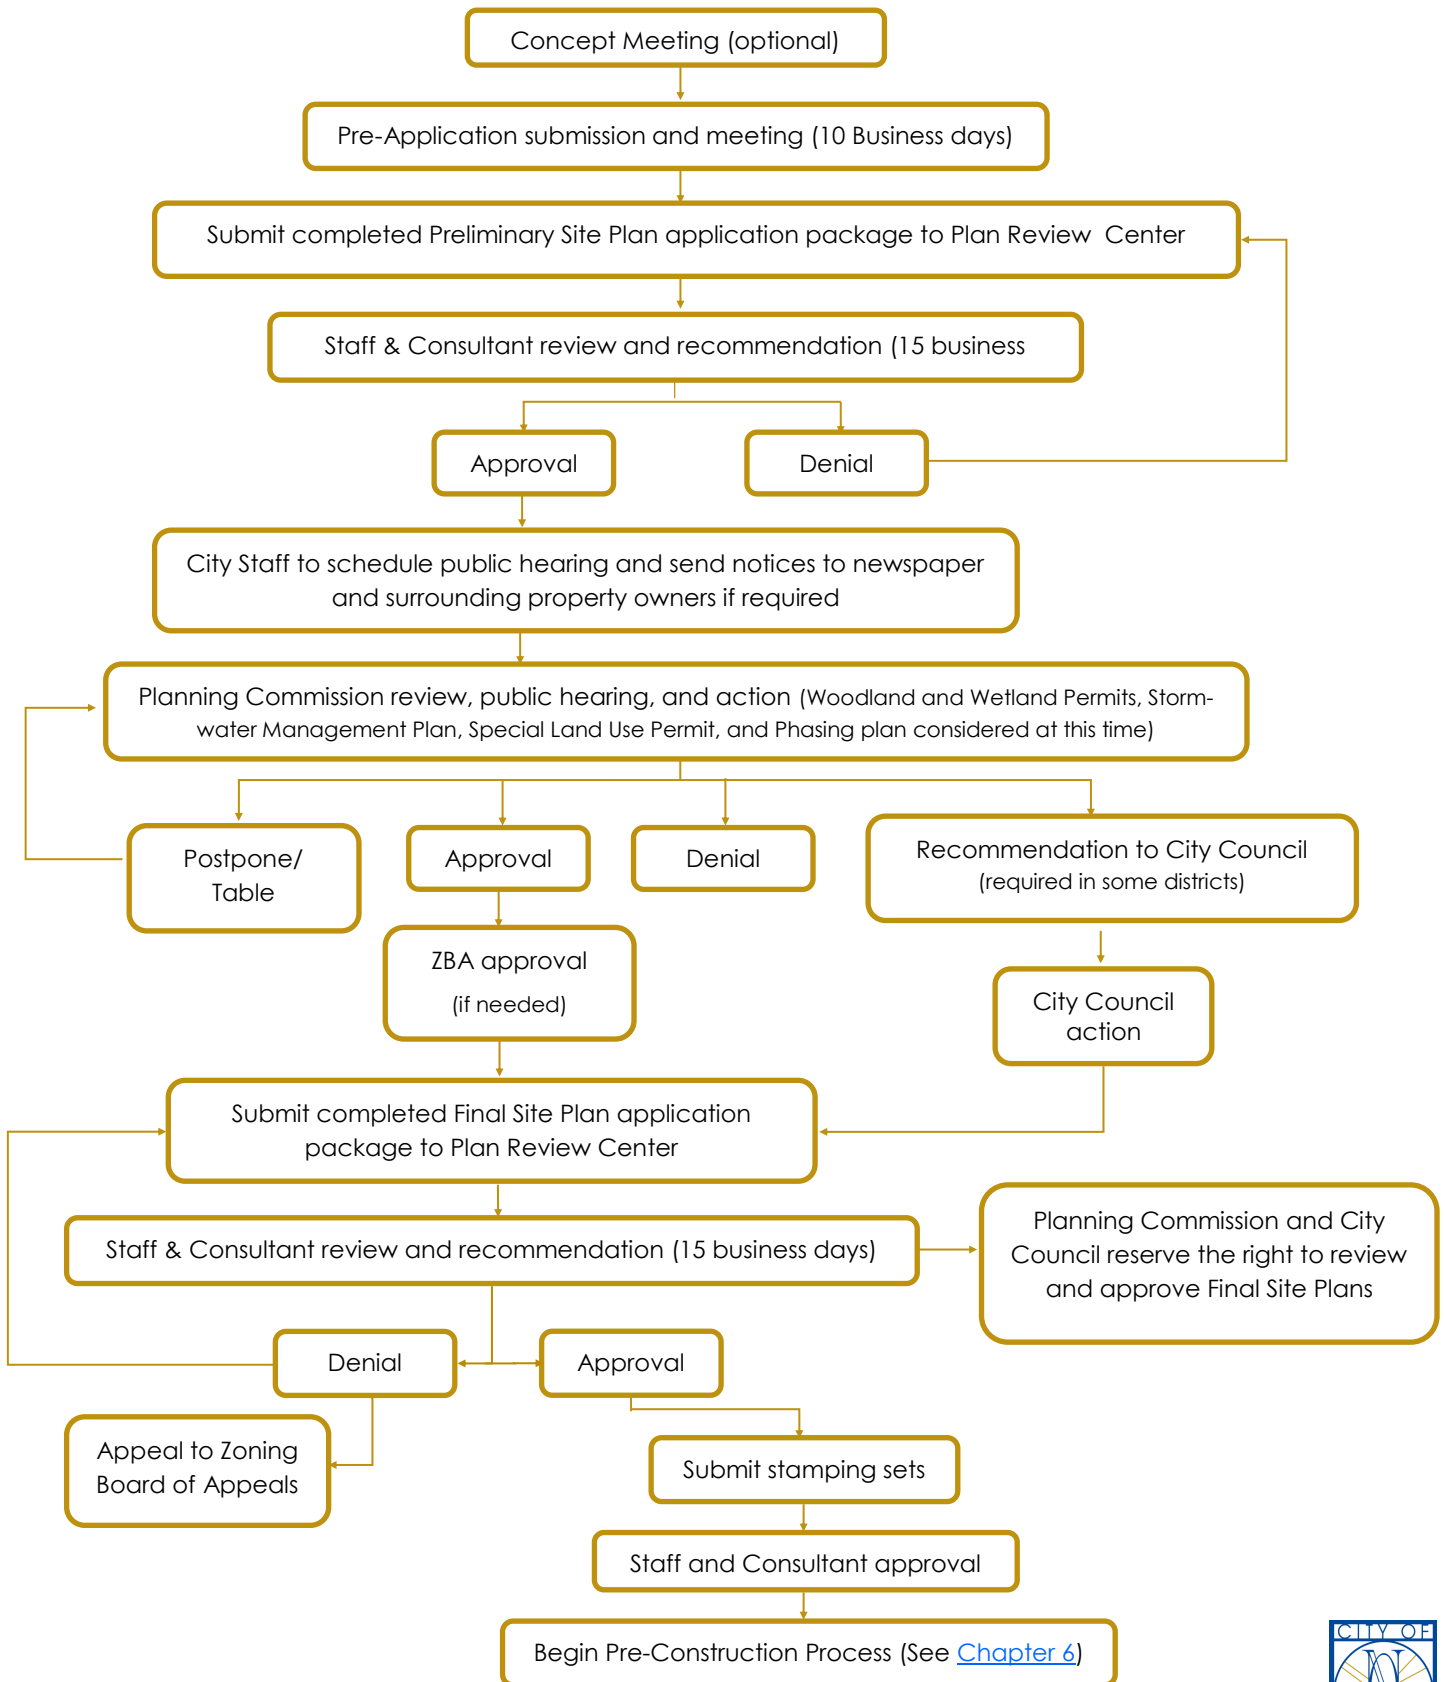 Concept Meeting (optional)
Pre-Application submission and meeting (10 Business days)
Submit completed Preliminary Site Plan application package to Plan Review Center
Staff & Consultant review and recommendation (15 business
Approval
Denial
City Staff to schedule public hearing and send notices to newspaper
and surrounding property owners if required
Planning Commission review, public hearing, and action (Woodland and Wetland Permits, Storm-
water Management Plan, Special Land Use Permit, and Phasing plan considered at this time)
Postpone/
Table
Approval
Denial
Recommendation to City Council
(required in some districts)
ZBA approval
(if needed)
City Council
action
Submit completed Final Site Plan application
package to Plan Review Center
Staff & Consultant review and recommendation (15 business days)
Planning Commission and City
Council reserve the right to review
and approve Final Site Plans
Denial
Approval
Appeal to Zoning
Board of Appeals
Submit stamping sets
Staff and Consultant approval
Begin Pre-Construction Process (See Chapter 6)
CITY OF